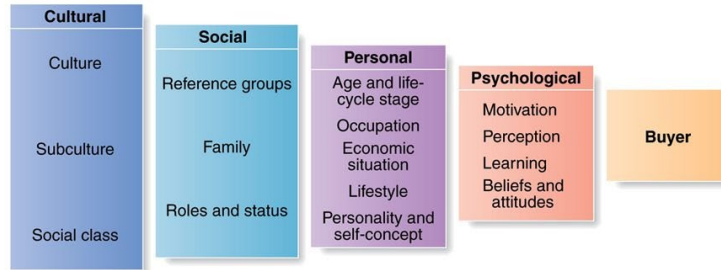 Cultural
Culture
Subculture
Social class
Social
Reference groups
Family
Roles and status
Personal
Age and life-
cycle stage
Occupation
Economic
situation
Lifestyle
Personality and
self-concept
Psychological
Motivation
Perception
Learning
Beliefs and
attitudes
Buyer